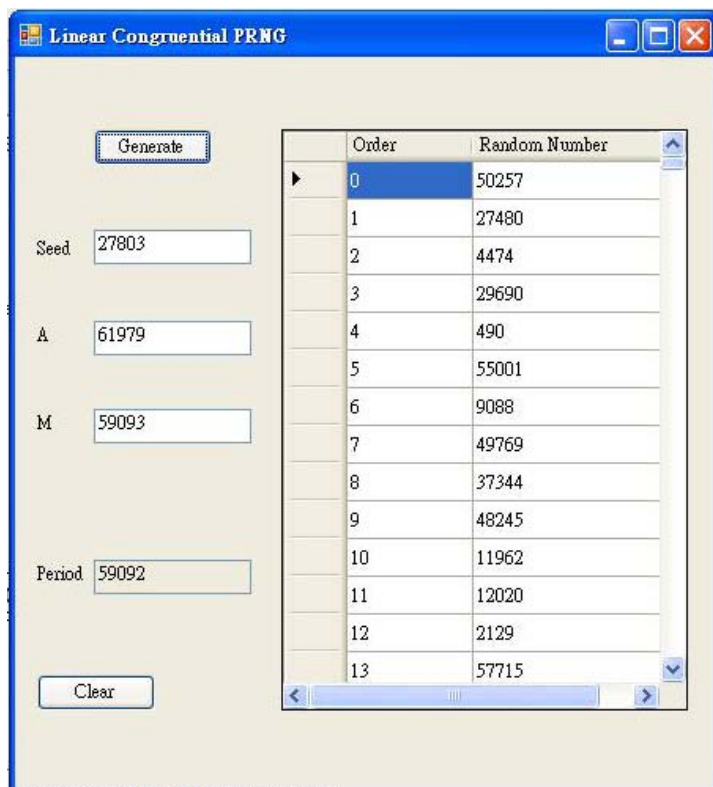 Linear Congruential PRNG
Generate
Seed 27803
A 61979
M 59093
Period 59092
Clear
Order Random Number
0 50257
1 27480
2 4474
3 29690
4 490
5 55001
6 9088
7 49769
8 37344
9 48245
10 11962
11 12020
12 2129
13 57715